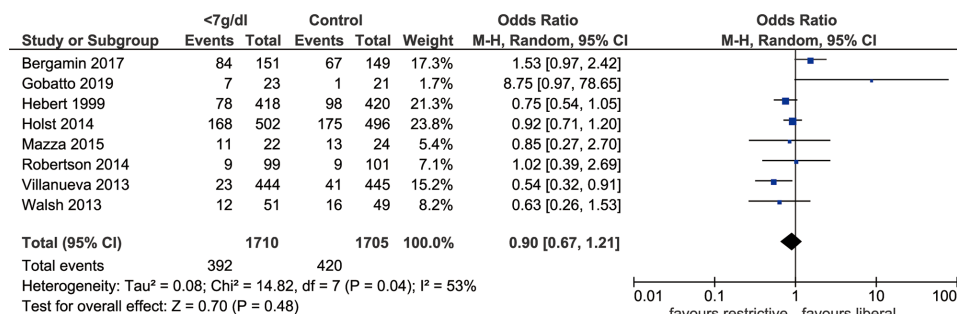 <7g/dl Control Odds Ratio Odds Ratio
Study or Subgroup Events Total Events Total Weight M-H, Random, 95% CI M-H, Random, 95% CI
Bergamin 2017 84 151 67 149 17.3% 1.53 [0.97, 2.42]
Gobatto 2019 7 23 1 21 1.7% 8.75 [0.97, 78.65]
Hebert 1999 78 418 98 420 21.3% 0.75 [0.54, 1.05]
Holst 2014 168 502 175 496 23.8% 0.92 [0.71, 1.20]
Mazza 2015 11 22 13 24 5.4% 0.85 [0.27, 2.70]
Robertson 2014 9 99 9 101 7.1% 1.02 [0.39, 2.69]
Villanueva 2013 23 444 41 445 15.2% 0.54 [0.32, 0.91]
Walsh 2013 12 51 16 49 8.2% 0.63 [0.26, 1.53]
Total (95% CI) 1710 1705 100.0% 0.90 [0.67, 1.21]
Total events 392 420
Heterogeneity: Tau² = 0.08; Chi² = 14.82, df = 7 (P = 0.04); I² = 53%
Test for overall effect: Z = 0.70 (P = 0.48)
0.01 0.1 1 10 100
favours restrictive favours liberal